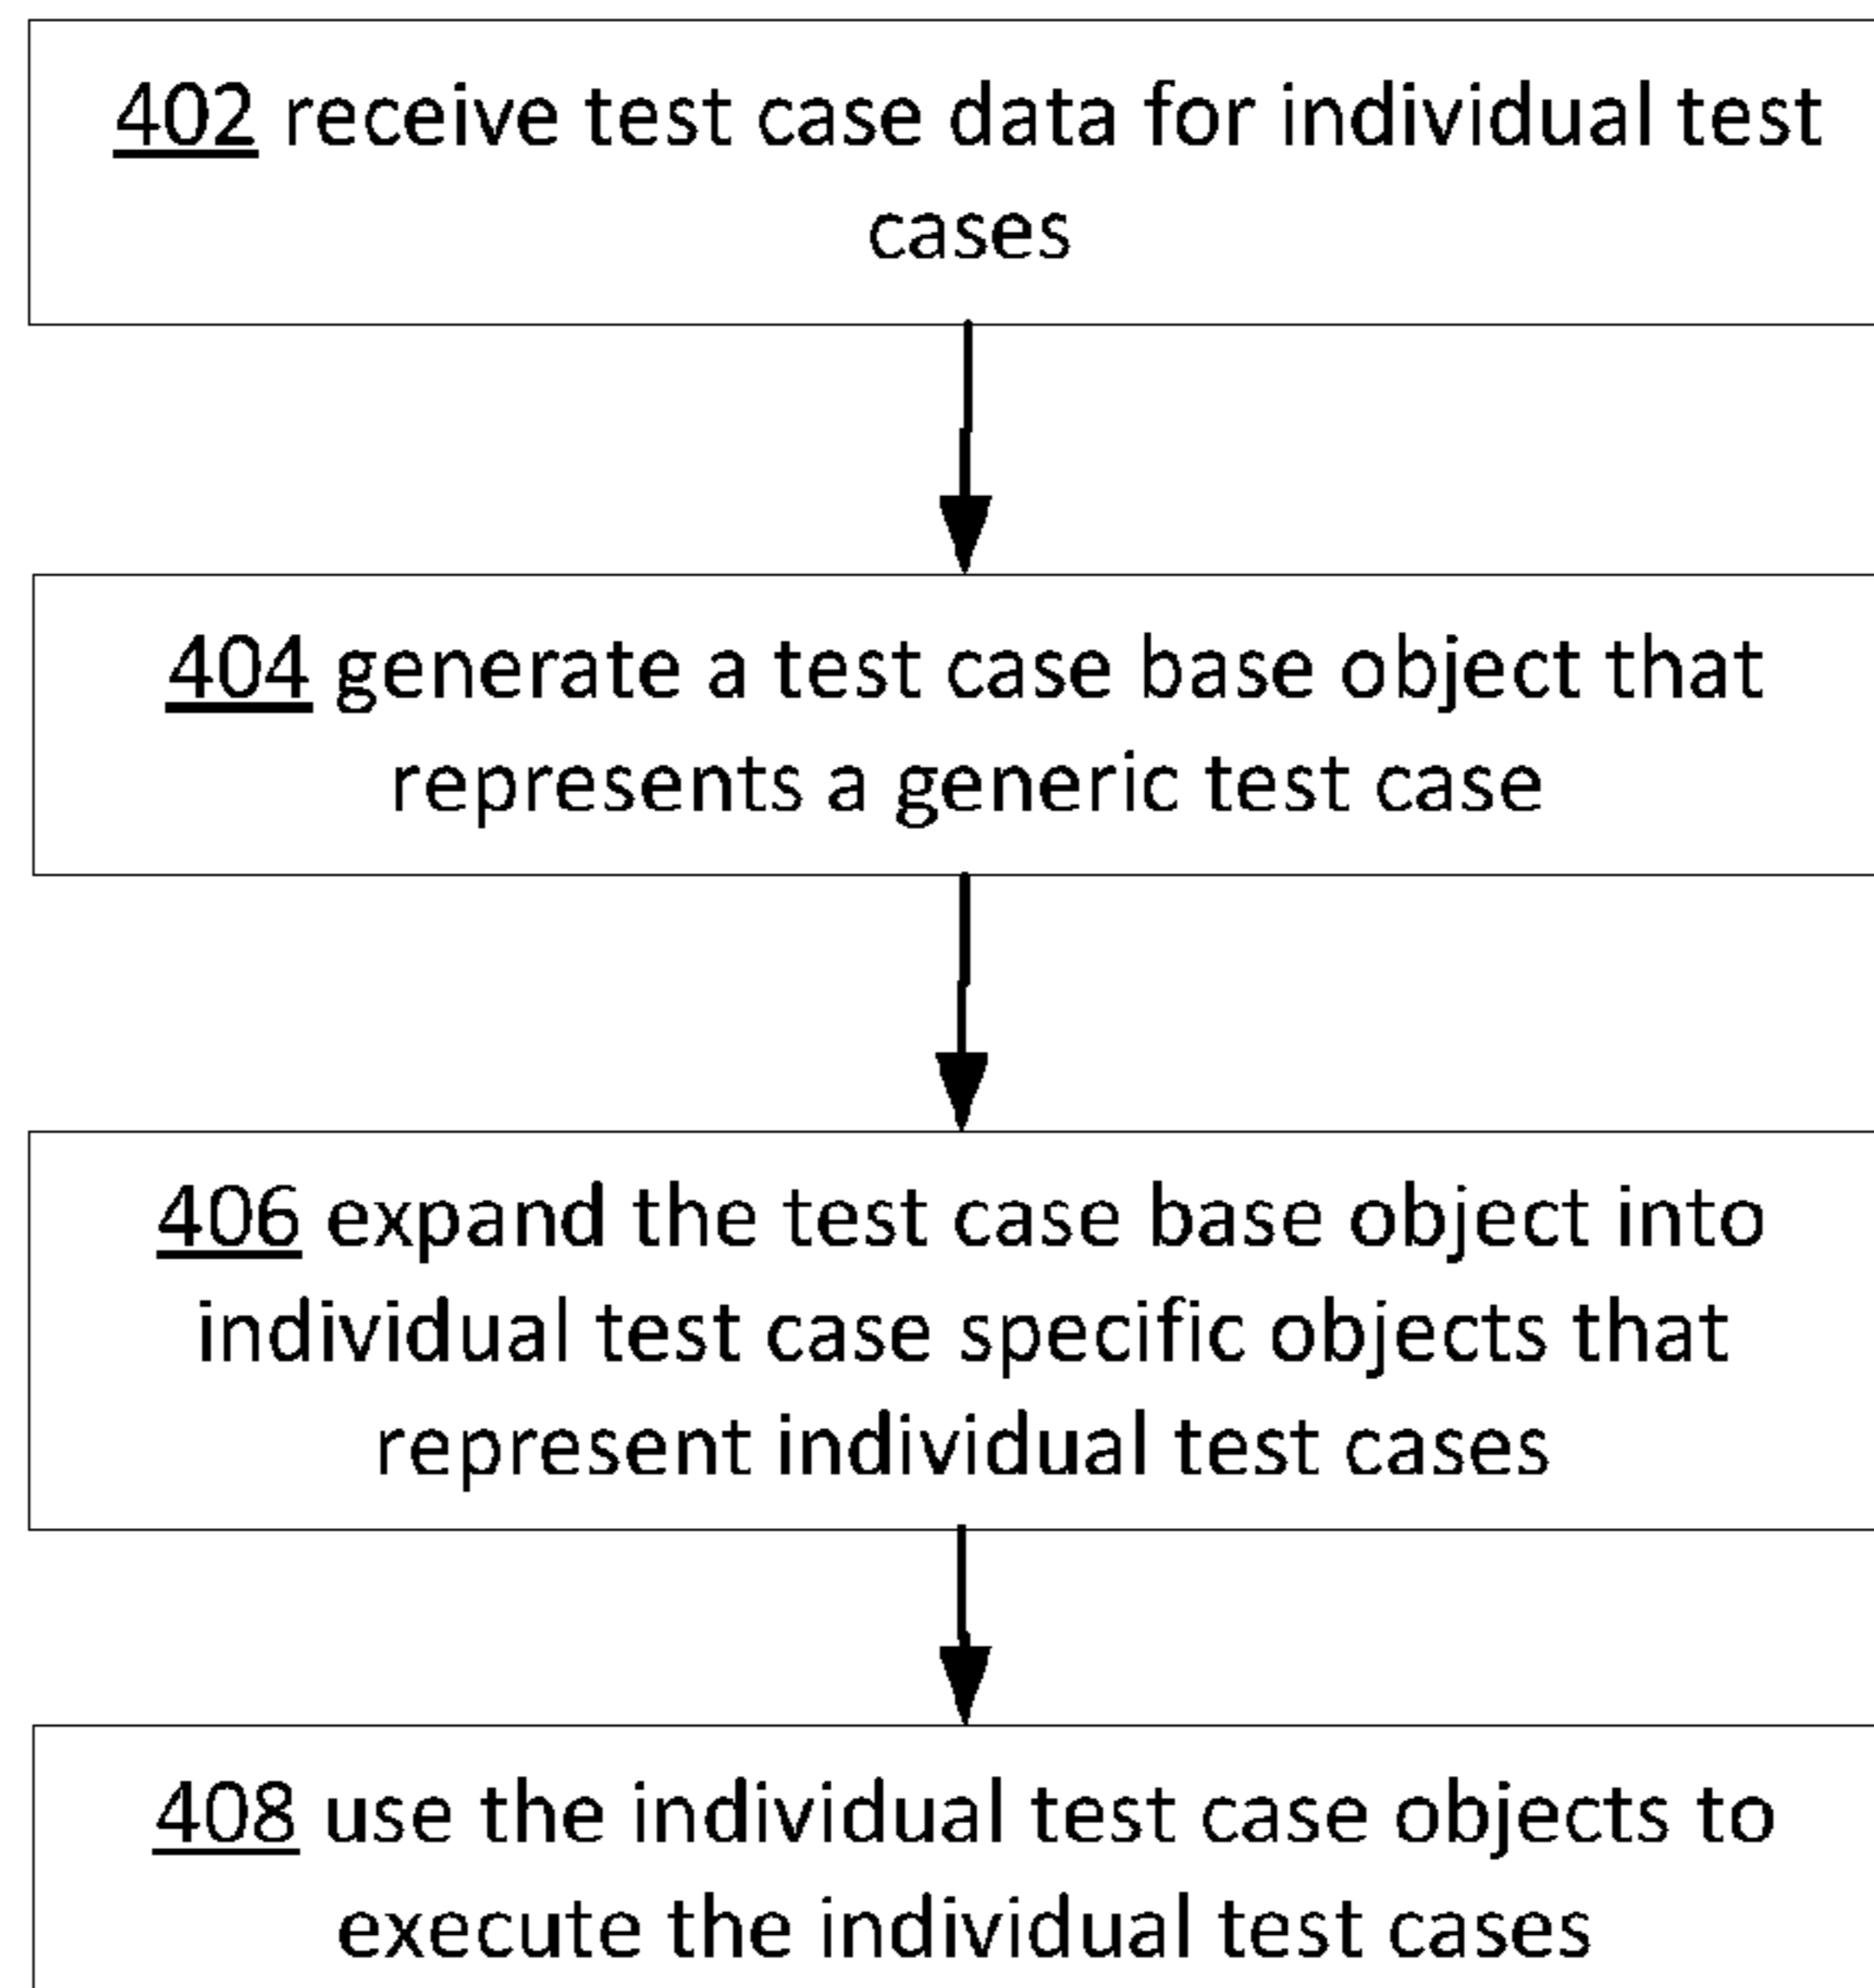 402 receive test case data for individual test
cases
404 generate a test case base object that
represents a generic test case
406 expand the test case base object into
individual test case specific objects that
represent individual test cases
408 use the individual test case objects to
execute the individual test cases